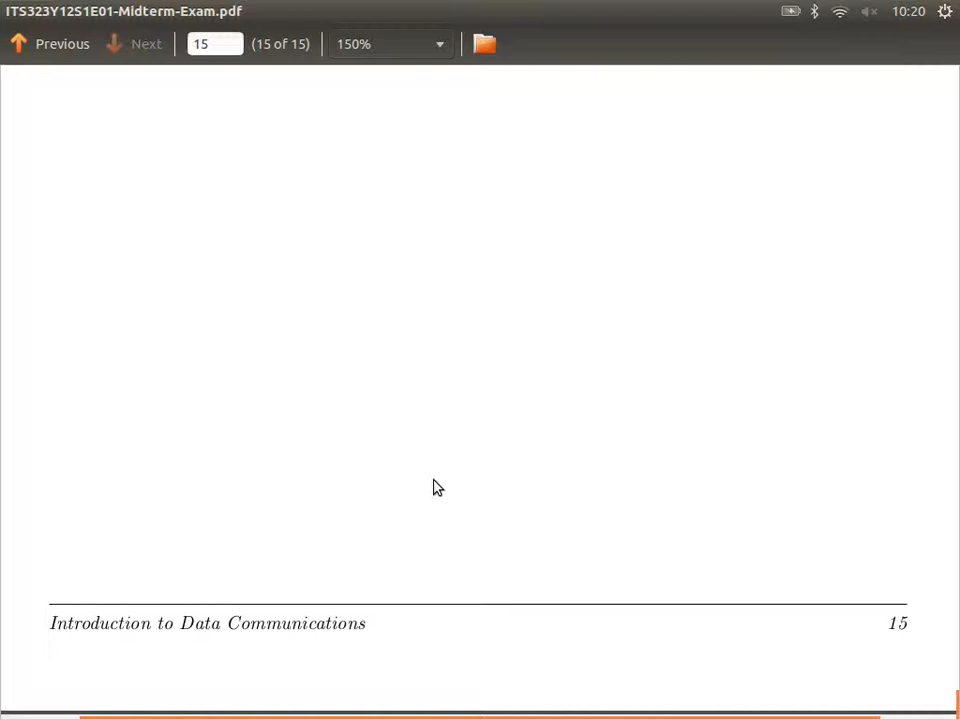 ITS323Y12S1E01-Midterm-Exam.pdf
10:20
Previous Next 15 (15 of 15) 150%
Introduction to Data Communications 15